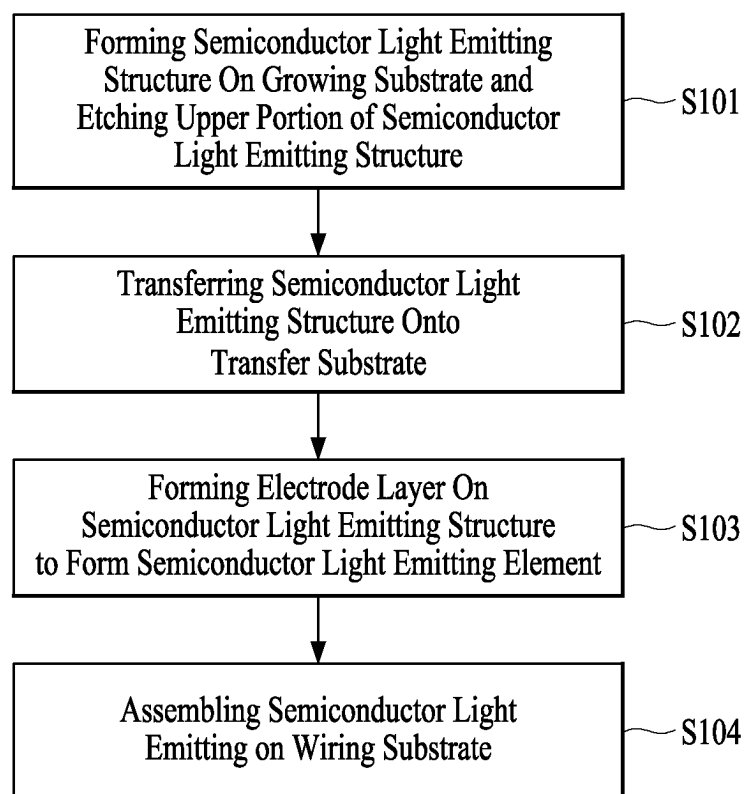 Forming Semiconductor Light Emitting
Structure On Growing Substrate and
Etching Upper Portion of Semiconductor
Light Emitting Structure
S101
Transferring Semiconductor Light
Emitting Structure Onto
Transfer Substrate
S102
Forming Electrode Layer On
Semiconductor Light Emitting Structure
to Form Semiconductor Light Emitting Element
S103
Assembling Semiconductor Light
Emitting on Wiring Substrate
S104